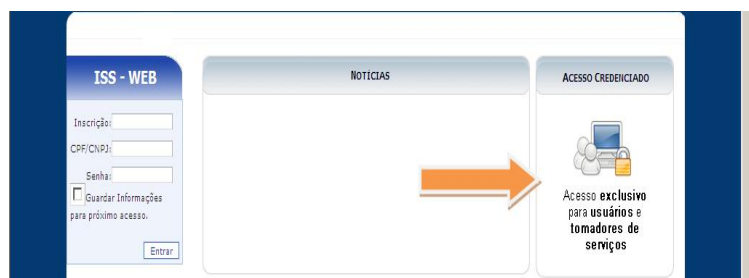 ISS - WEB
Inscrição:
CPF/CNPJ:
Senha:
Guardar Informações
para próximo acesso.
Entrar
NOTÍCIAS
ACESSO CREDENCIADO
Acesso exclusivo
para usuários e
tomadores de
serviços